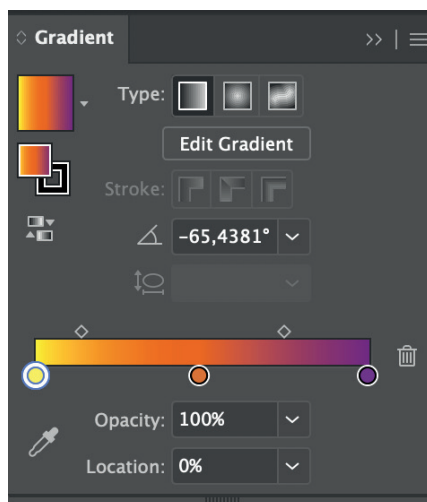 Gradient
Type:
Edit Gradient
Stroke:
-65,4381°
Opacity: 100%
Location: 0%